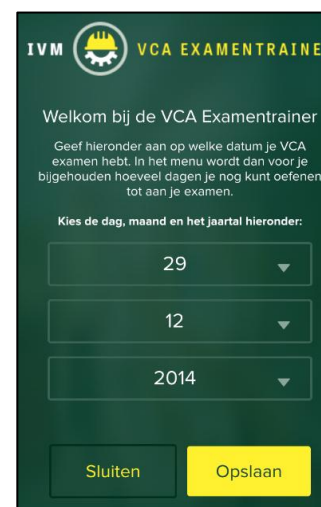 IVM VCA EXAMENTRAINE
Welkom bij de VCA Examentrainer
Geef hieronder aan op welke datum je VCA
examen hebt. In het menu wordt dan voor je
bijgehouden hoeveel dagen je nog kunt oefenen
tot aan je examen.
Kies de dag, maand en het jaartal hieronder:
29
12
2014
Sluiten Opslaan